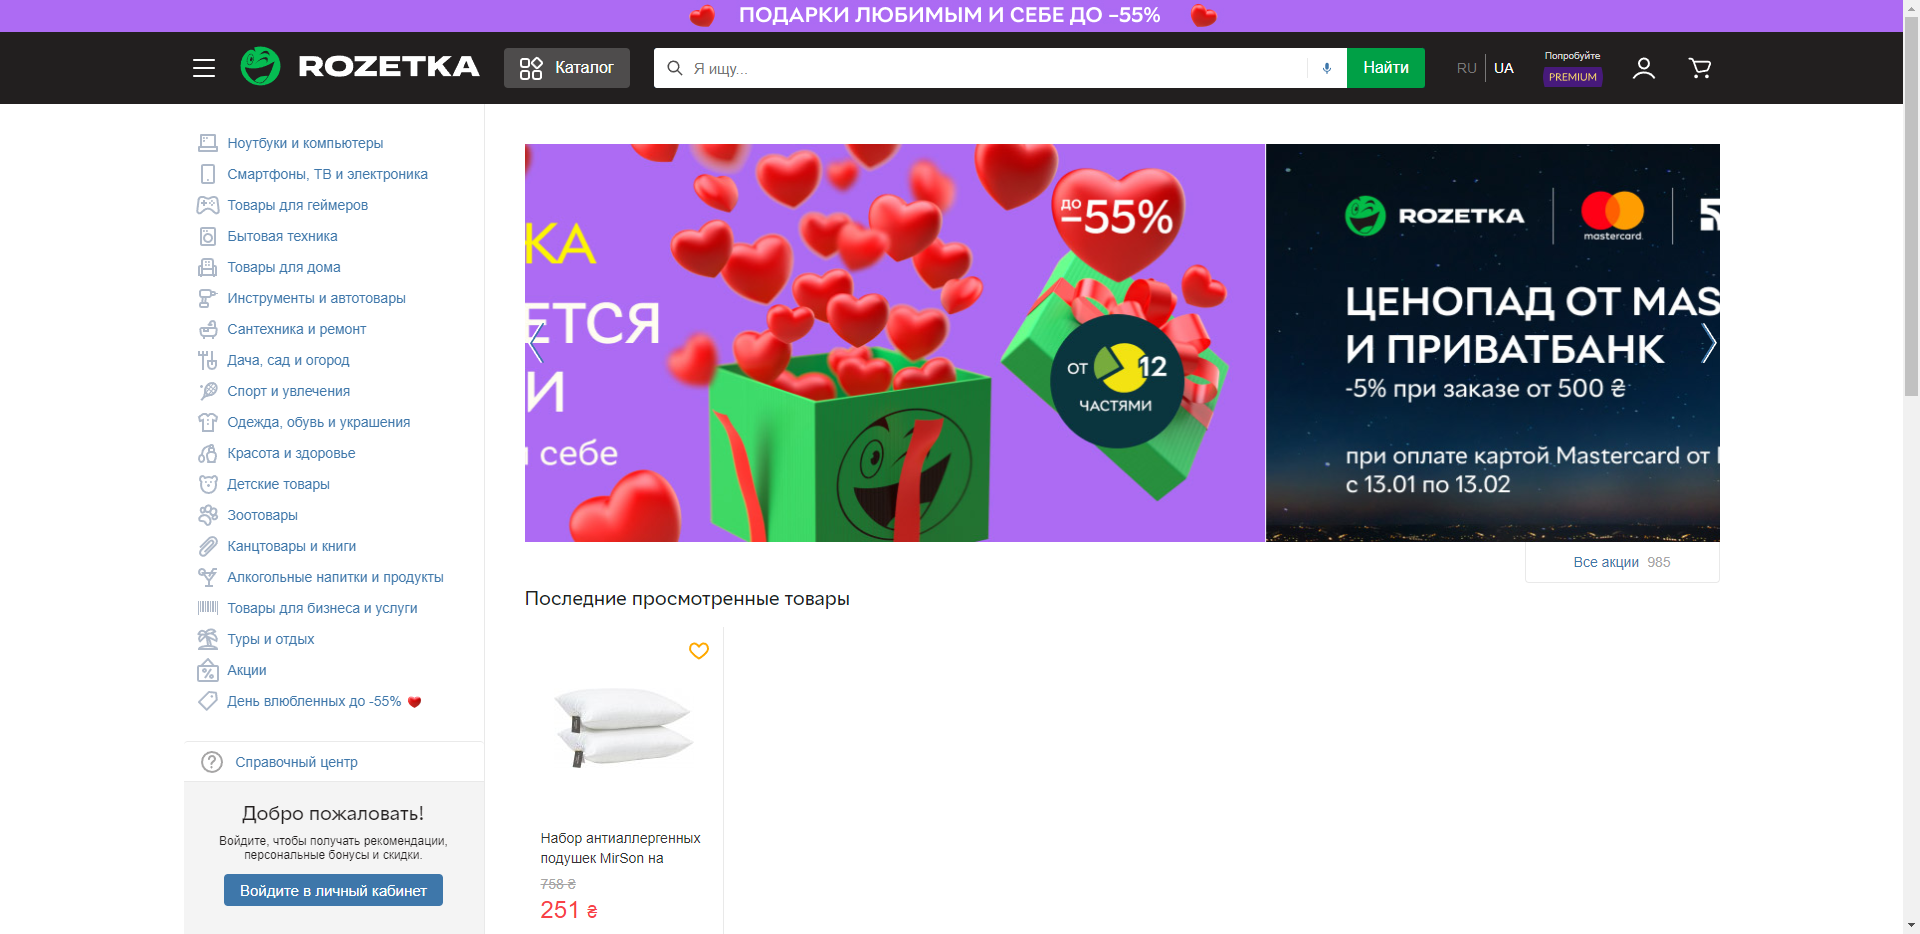 ПОДАРКИ ЛЮБИМЫМ И СЕБЕ ДО -55%
ROZETKA
Каталог
Я ищу...
Найти
RU
UA
Попробуйте
PREMIUM
Ноутбуки и компьютеры
Смартфоны, ТВ и электроника
Товары для геймеров
Бытовая техника
Товары для дома
Инструменты и автотовары
Сантехника и ремонт
Дача, сад и огород
Спорт и увлечения
Одежда, обувь и украшения
Красота и здоровье
Детские товары
Зоотовары
Канцтовары и книги
Алкогольные напитки и продукты
Товары для бизнеса и услуги
Туры и отдых
Акции
День влюбленных до -55%
Справочный центр
Добро пожаловать!
Войдите, чтобы получать рекомендации,
персональные бонусы и скидки.
Войдите в личный кабинет
КА
ЕТСЯ
И
себе
ДО
-55%
ОТ 12
ЧАСТЯМИ
ROZETKA
mastercard.
ЦЕНОПАД ОТ MAS
И ПРИВАТБАНК
-5% при заказе от 500 ₴
при оплате картой Mastercard от
с 13.01 по 13.02
Все акции 985
Последние просмотренные товары
Набор антиаллергенных
подушек MirSon на
758 ₴
251 ₴